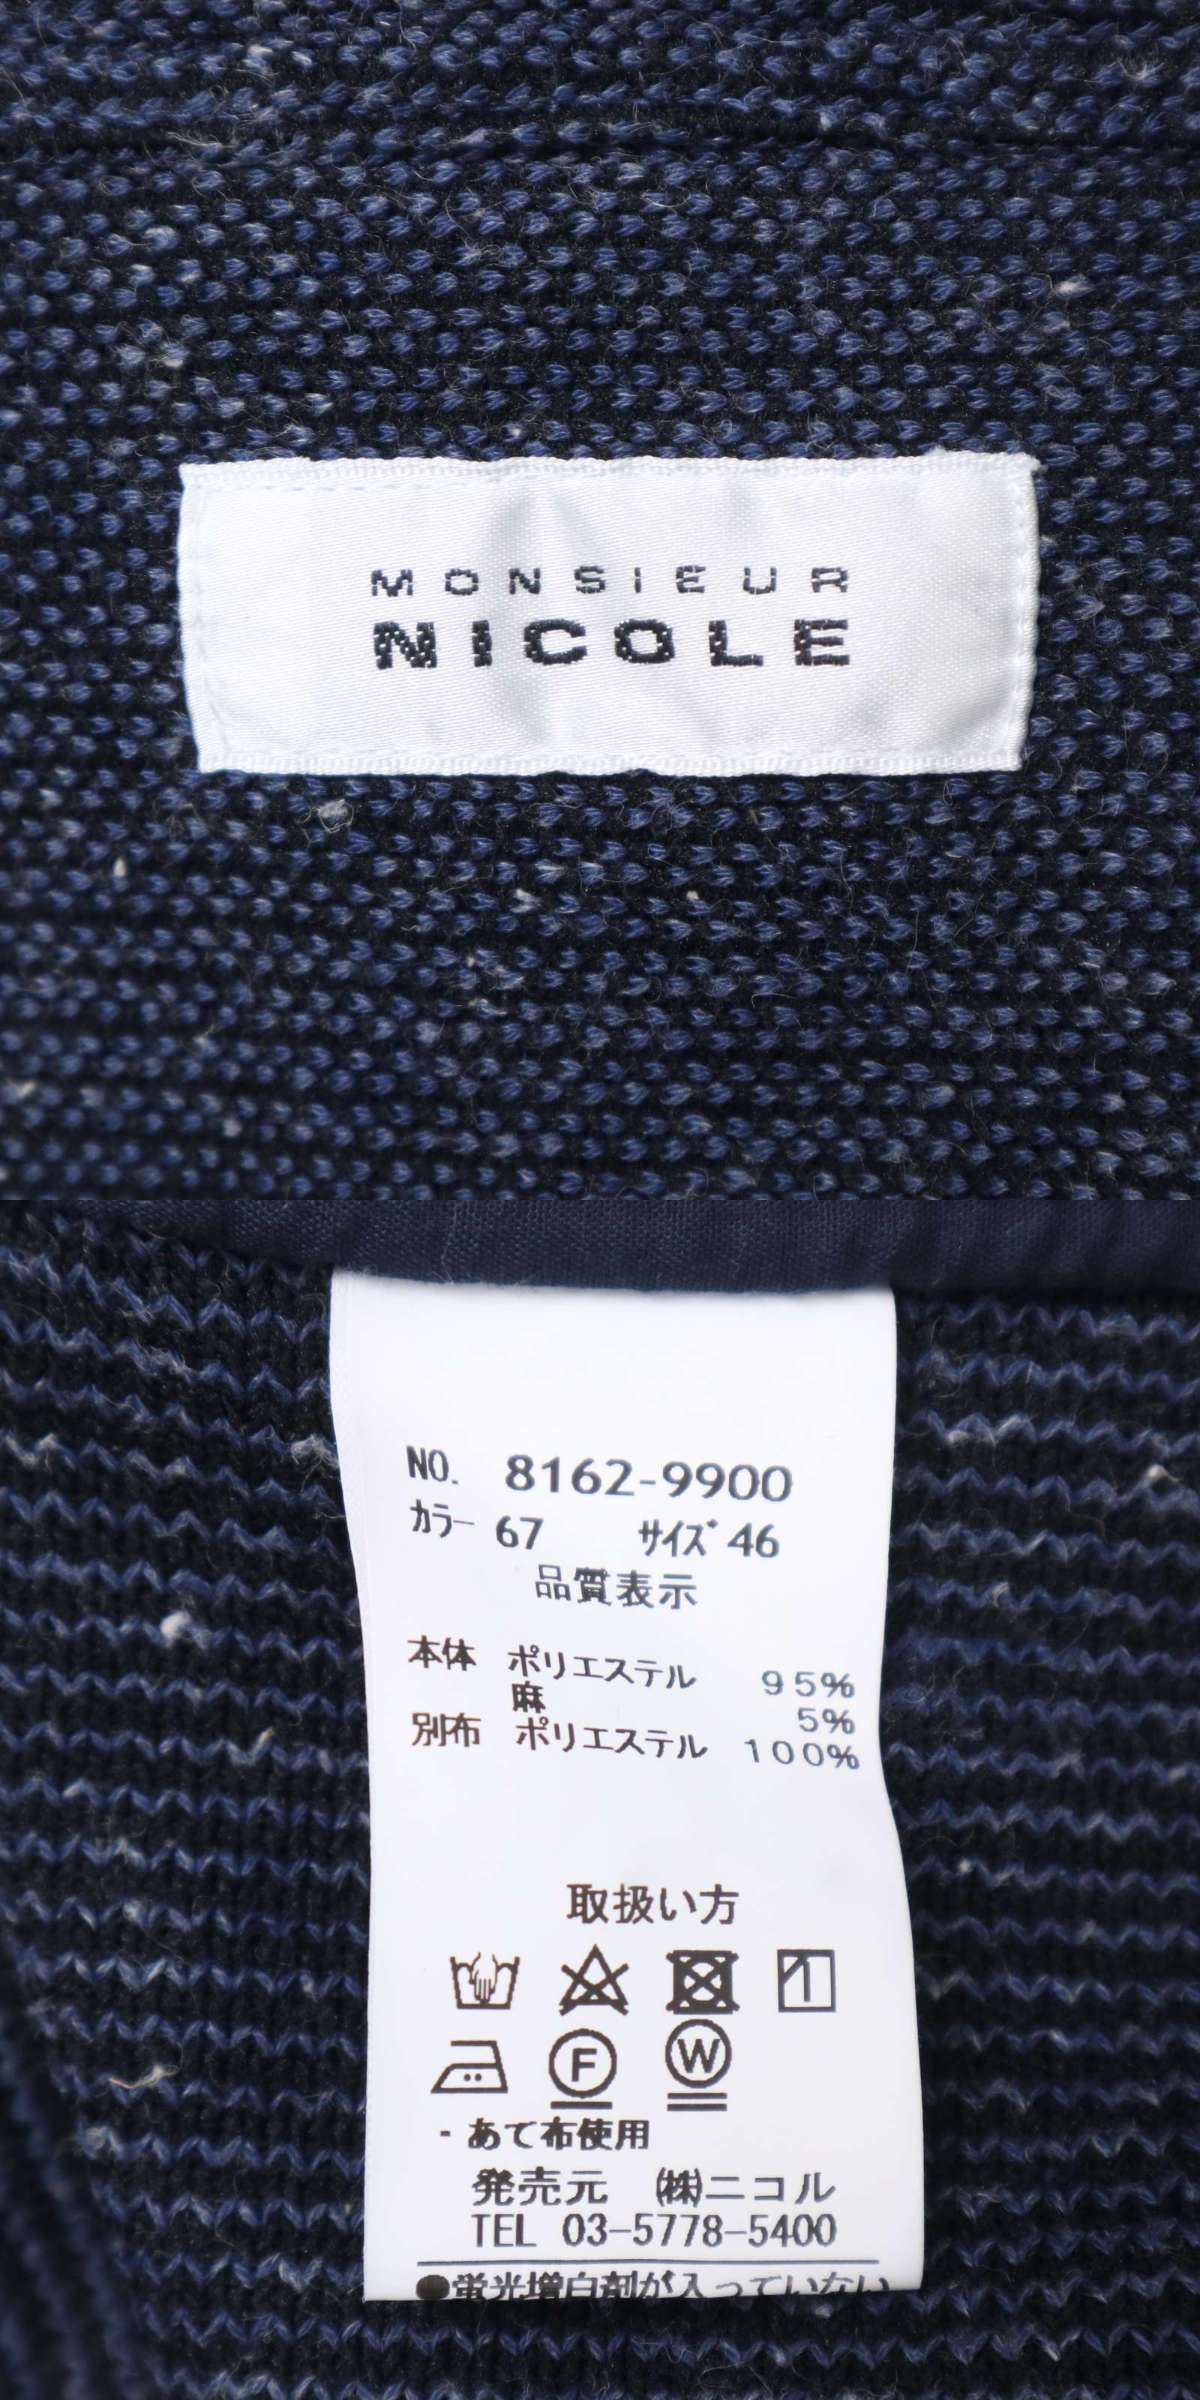 MONSIEUR
NICOLE
NO. 8162-9900
カラー 67 サイズ 46
品質表示
本体 ポリエステル 95%
麻 5%
別布 ポリエステル 100%
取扱い方
F W
・あて布使用
発売元 ㈱ニコル
TEL 03-5778-5400
●蛍光増白剤が入っていない